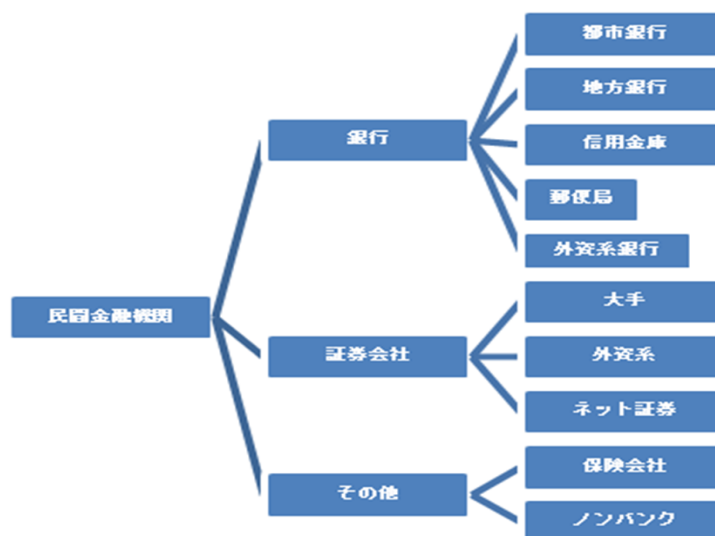 民間金融機関
銀行
都市銀行
地方銀行
信用金庫
郵便局
外資系銀行
証券会社
大手
外資系
ネット証券
その他
保険会社
ノンバンク